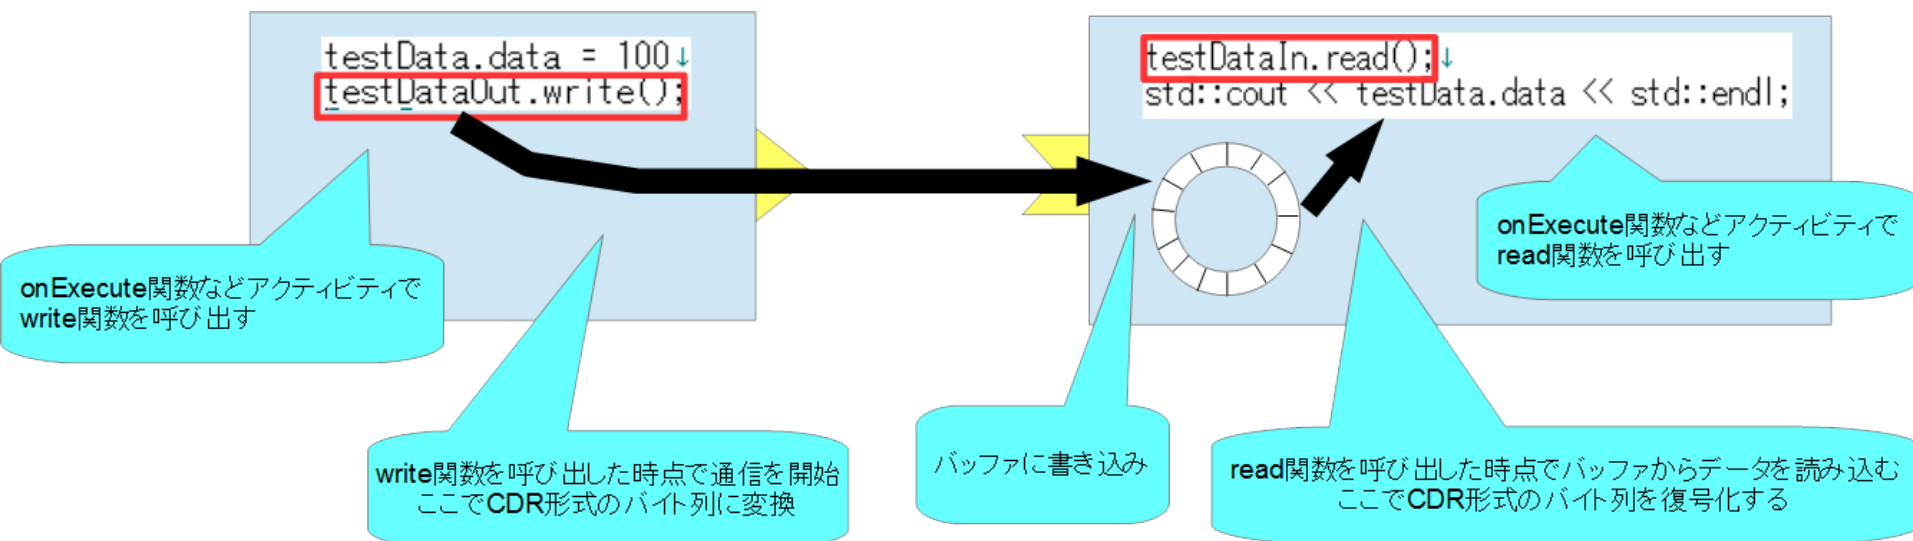 testData.data = 100↓
testDataOut.write();
testDataIn.read();↓
std::cout << testData.data << std::endl;
onExecute関数などアクティビティで
write関数を呼び出す
onExecute関数などアクティビティで
read関数を呼び出す
write関数を呼び出した時点で通信を開始
ここでCDR形式のバイト列に変換
バッファに書き込み
read関数を呼び出した時点でバッファからデータを読み込む
ここでCDR形式のバイト列を復号化する